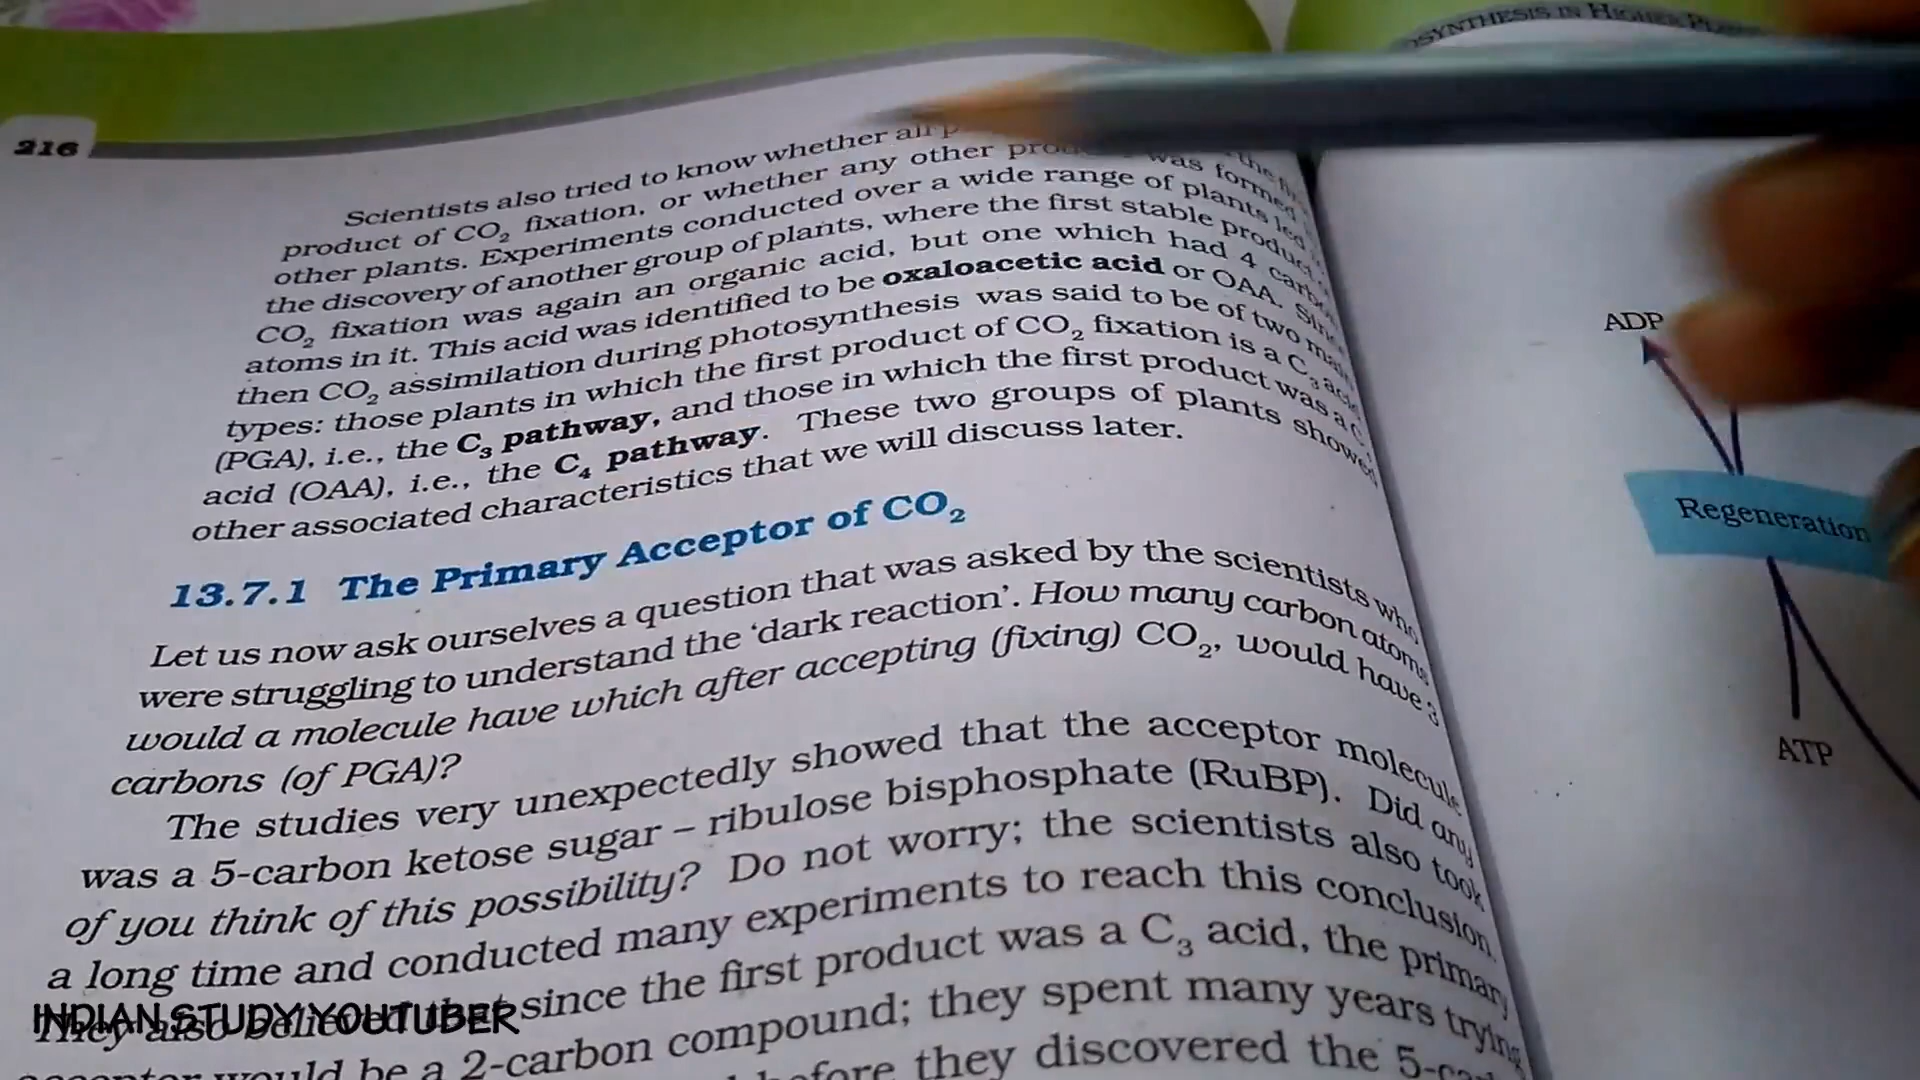 SYNTHESIS IN HIGHER
216
Scientists also tried to know whether all
product of CO₂ fixation, or whether any other was formed
other plants. Experiments conducted over a wide range of plants led
the discovery of another group of plants, where the first stable product
CO₂ fixation was again an organic acid, but one which had 4
atoms in it. This acid was identified to be oxaloacetic acid or OAA.
then CO₂ assimilation during photosynthesis was said to be of two
types: those plants in which the first product of CO₂ fixation is a C₃
(PGA), i.e., the C₃ pathway, and those in which the first product was a
acid (OAA), i.e., the C₄ pathway. These two groups of plants showed
other associated characteristics that we will discuss later.
13.7.1 The Primary Acceptor of CO₂
Let us now ask ourselves a question that was asked by the scientists who
were struggling to understand the ‘dark reaction’. How many carbon atoms
would a molecule have which after accepting (fixing) CO₂, would have 3
carbons (of PGA)?
The studies very unexpectedly showed that the acceptor molecule
was a 5-carbon ketose sugar – ribulose bisphosphate (RuBP). Did any
of you think of this possibility? Do not worry; the scientists also took
a long time and conducted many experiments to reach this conclusion.
They also believed that since the first product was a C₃ acid, the primary
would be a 2-carbon compound; they spent many years trying
before they discovered the
ADP
Regeneration
ATP
INDIAN STUDY YOUTUBER